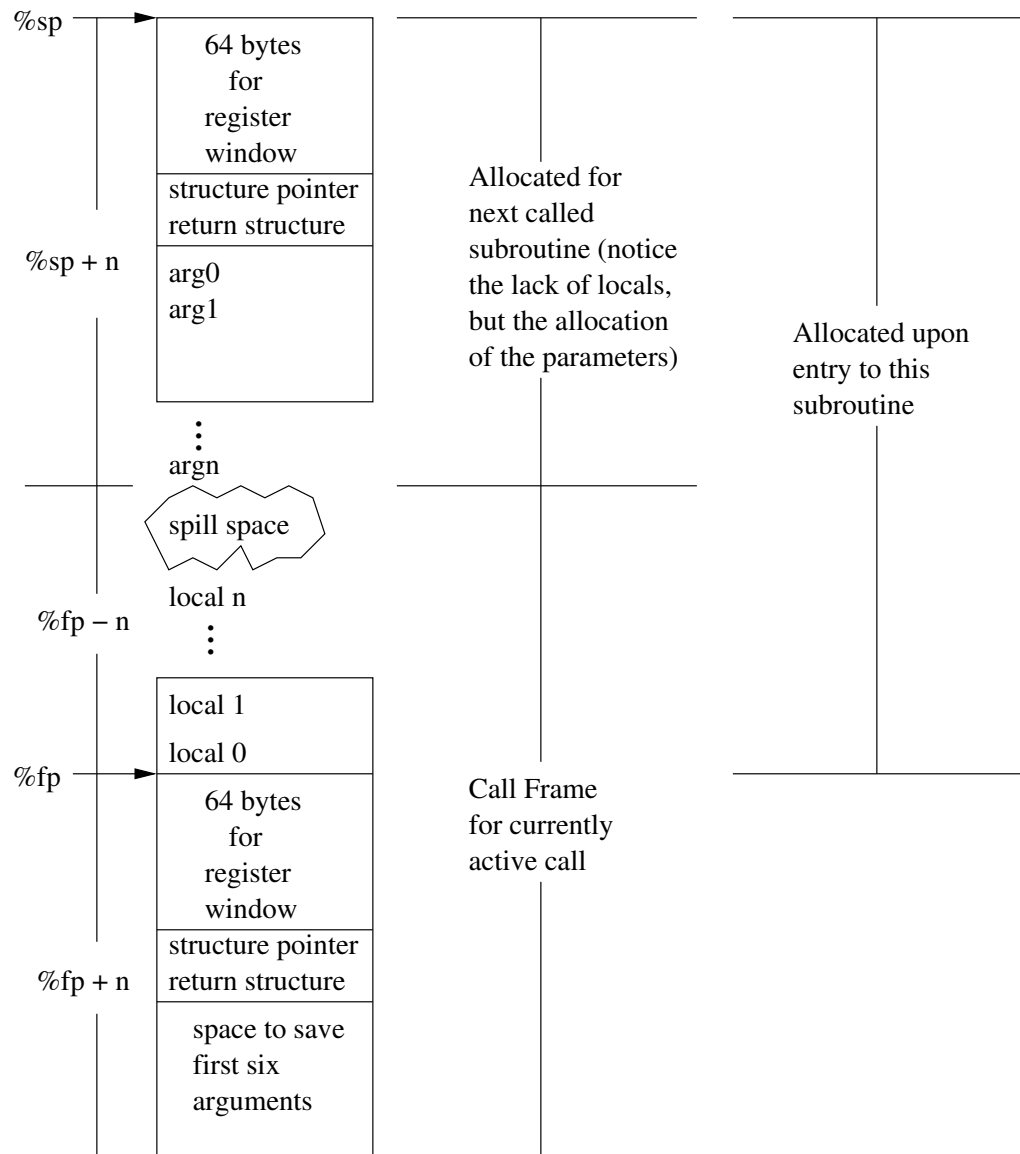 %sp
64 bytes
for
register
window
structure pointer
return structure
%sp + n
arg0
arg1
argn
Allocated for
next called
subroutine (notice
the lack of locals,
but the allocation
of the parameters)
Allocated upon
entry to this
subroutine
spill space
local n
%fp − n
local 1
local 0
%fp
64 bytes
for
register
window
structure pointer
return structure
%fp + n
space to save
first six
arguments
Call Frame
for currently
active call